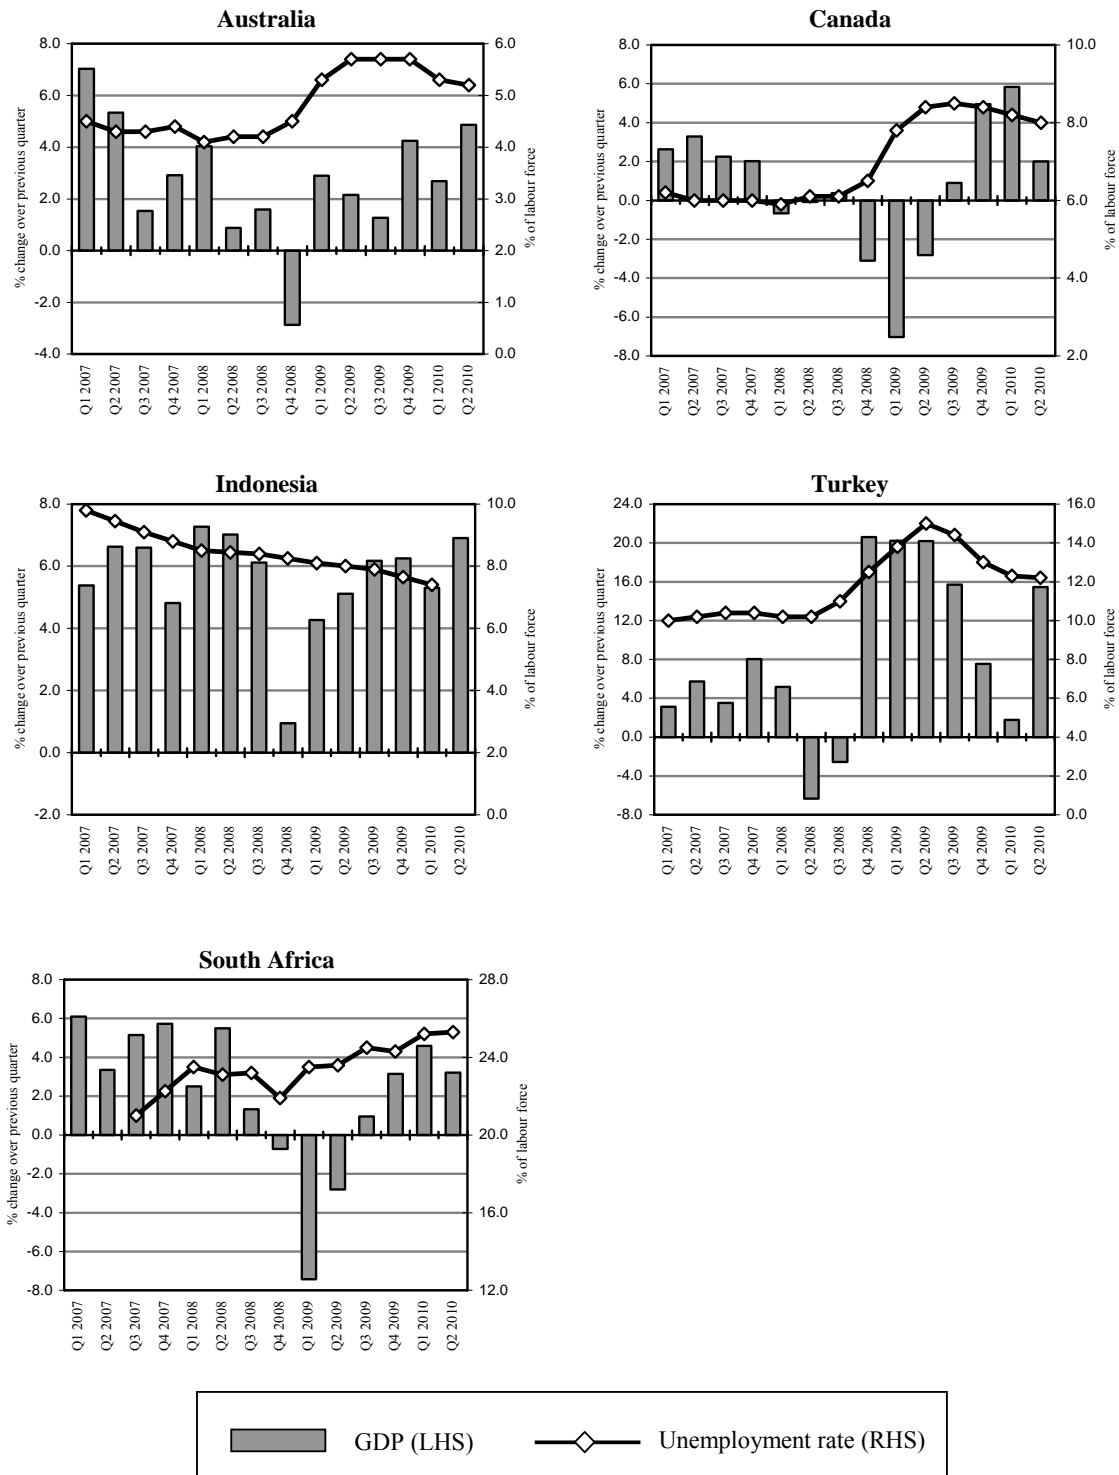 Australia
8.0
6.0
4.0
2.0
0.0
-2.0
-4.0
% change over previous quarter
6.0
5.0
4.0
3.0
2.0
1.0
0.0
% of labour force
Q1 2007
Q2 2007
Q3 2007
Q4 2007
Q1 2008
Q2 2008
Q3 2008
Q4 2008
Q1 2009
Q2 2009
Q3 2009
Q4 2009
Q1 2010
Q2 2010
Canada
8.0
6.0
4.0
2.0
0.0
-2.0
-4.0
-6.0
-8.0
% change over previous quarter
10.0
8.0
6.0
4.0
2.0
% of labour force
Q1 2007
Q2 2007
Q3 2007
Q4 2007
Q1 2008
Q2 2008
Q3 2008
Q4 2008
Q1 2009
Q2 2009
Q3 2009
Q4 2009
Q1 2010
Q2 2010
Indonesia
8.0
6.0
4.0
2.0
0.0
-2.0
% change over previous quarter
10.0
8.0
6.0
4.0
2.0
0.0
% of labour force
Q1 2007
Q2 2007
Q3 2007
Q4 2007
Q1 2008
Q2 2008
Q3 2008
Q4 2008
Q1 2009
Q2 2009
Q3 2009
Q4 2009
Q1 2010
Q2 2010
Turkey
24.0
20.0
16.0
12.0
8.0
4.0
0.0
-4.0
-8.0
% change over previous quarter
16.0
14.0
12.0
10.0
8.0
6.0
4.0
2.0
0.0
% of labour force
Q1 2007
Q2 2007
Q3 2007
Q4 2007
Q1 2008
Q2 2008
Q3 2008
Q4 2008
Q1 2009
Q2 2009
Q3 2009
Q4 2009
Q1 2010
Q2 2010
South Africa
8.0
6.0
4.0
2.0
0.0
-2.0
-4.0
-6.0
-8.0
% change over previous quarter
28.0
24.0
20.0
16.0
12.0
% of labour force
Q1 2007
Q2 2007
Q3 2007
Q4 2007
Q1 2008
Q2 2008
Q3 2008
Q4 2008
Q1 2009
Q2 2009
Q3 2009
Q4 2009
Q1 2010
Q2 2010
GDP (LHS)
Unemployment rate (RHS)